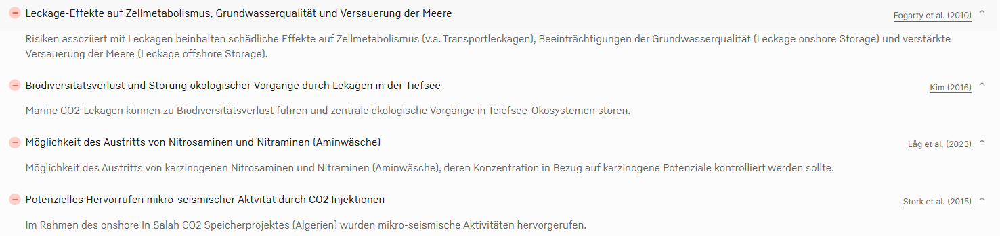 Leckage-Effekte auf Zellmetabolismus, Grundwasserqualität und Versauerung der Meere
Fogarty et al. (2010)
Risiken assoziiert mit Leckagen beinhalten schädliche Effekte auf Zellmetabolismus (v.a. Transportleckagen), Beeinträchtigungen der Grundwasserqualität (Leckage onshore Storage) und verstärkte
Versauerung der Meere (Leckage offshore Storage).
Biodiversitätsverlust und Störung ökologischer Vorgänge durch Lekagen in der Tiefsee
Kim (2016)
Marine CO2-Lekagen können zu Biodiversitätsverlust führen und zentrale ökologische Vorgänge in Teiefsee-Ökosystemen stören.
Möglichkeit des Austritts von Nitrosaminen und Nitraminen (Aminwäsche)
Låg et al. (2023)
Möglichkeit des Austritts von karzinogenen Nitrosaminen und Nitraminen (Aminwäsche), deren Konzentration in Bezug auf karzinogene Potenziale kontrolliert werden sollte.
Potenzielles Hervorrufen mikro-seismischer Aktvität durch CO2 Injektionen
Stork et al. (2015)
Im Rahmen des onshore In Salah CO2 Speicherprojektes (Algerien) wurden mikro-seismische Aktivitäten hervorgerufen.